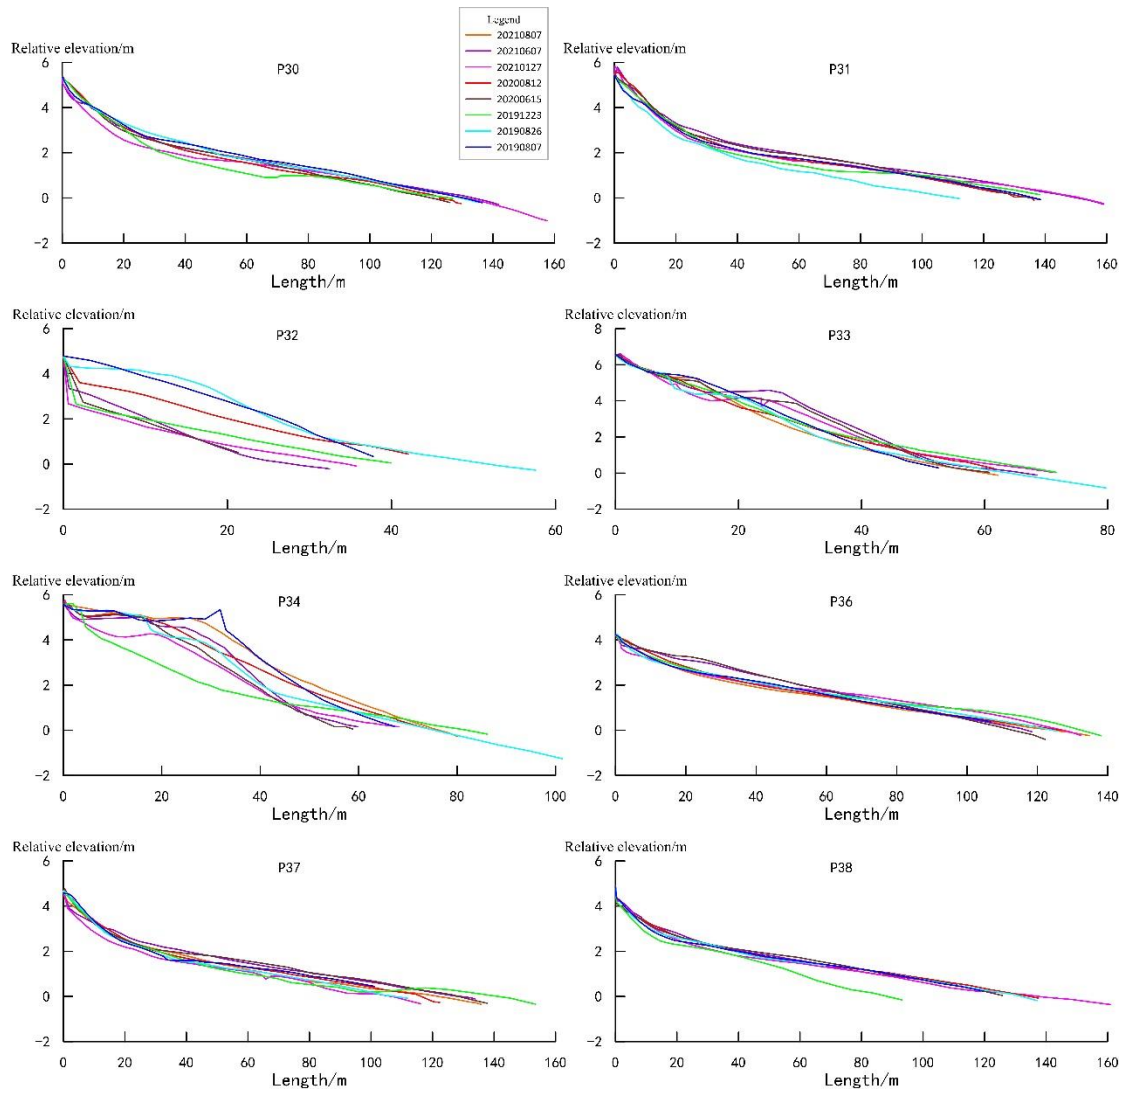 Legend
20210807
20210607
20210127
20200812
20200615
20191223
20190826
20190807
Relative elevation/m
P30
6
4
2
0
-2
0 20 40 60 80 100 120 140 160
Length/m
Relative elevation/m
P31
6
4
2
0
-2
0 20 40 60 80 100 120 140 160
Length/m
Relative elevation/m
P32
6
4
2
0
-2
0 20 40 60
Length/m
Relative elevation/m
P33
8
6
4
2
0
-2
0 20 40 60 80
Length/m
Relative elevation/m
P34
6
4
2
0
-2
0 20 40 60 80 100
Length/m
Relative elevation/m
P36
6
4
2
0
-2
0 20 40 60 80 100 120 140
Length/m
Relative elevation/m
P37
6
4
2
0
-2
0 20 40 60 80 100 120 140 160
Length/m
Relative elevation/m
P38
6
4
2
0
-2
0 20 40 60 80 100 120 140 160
Length/m